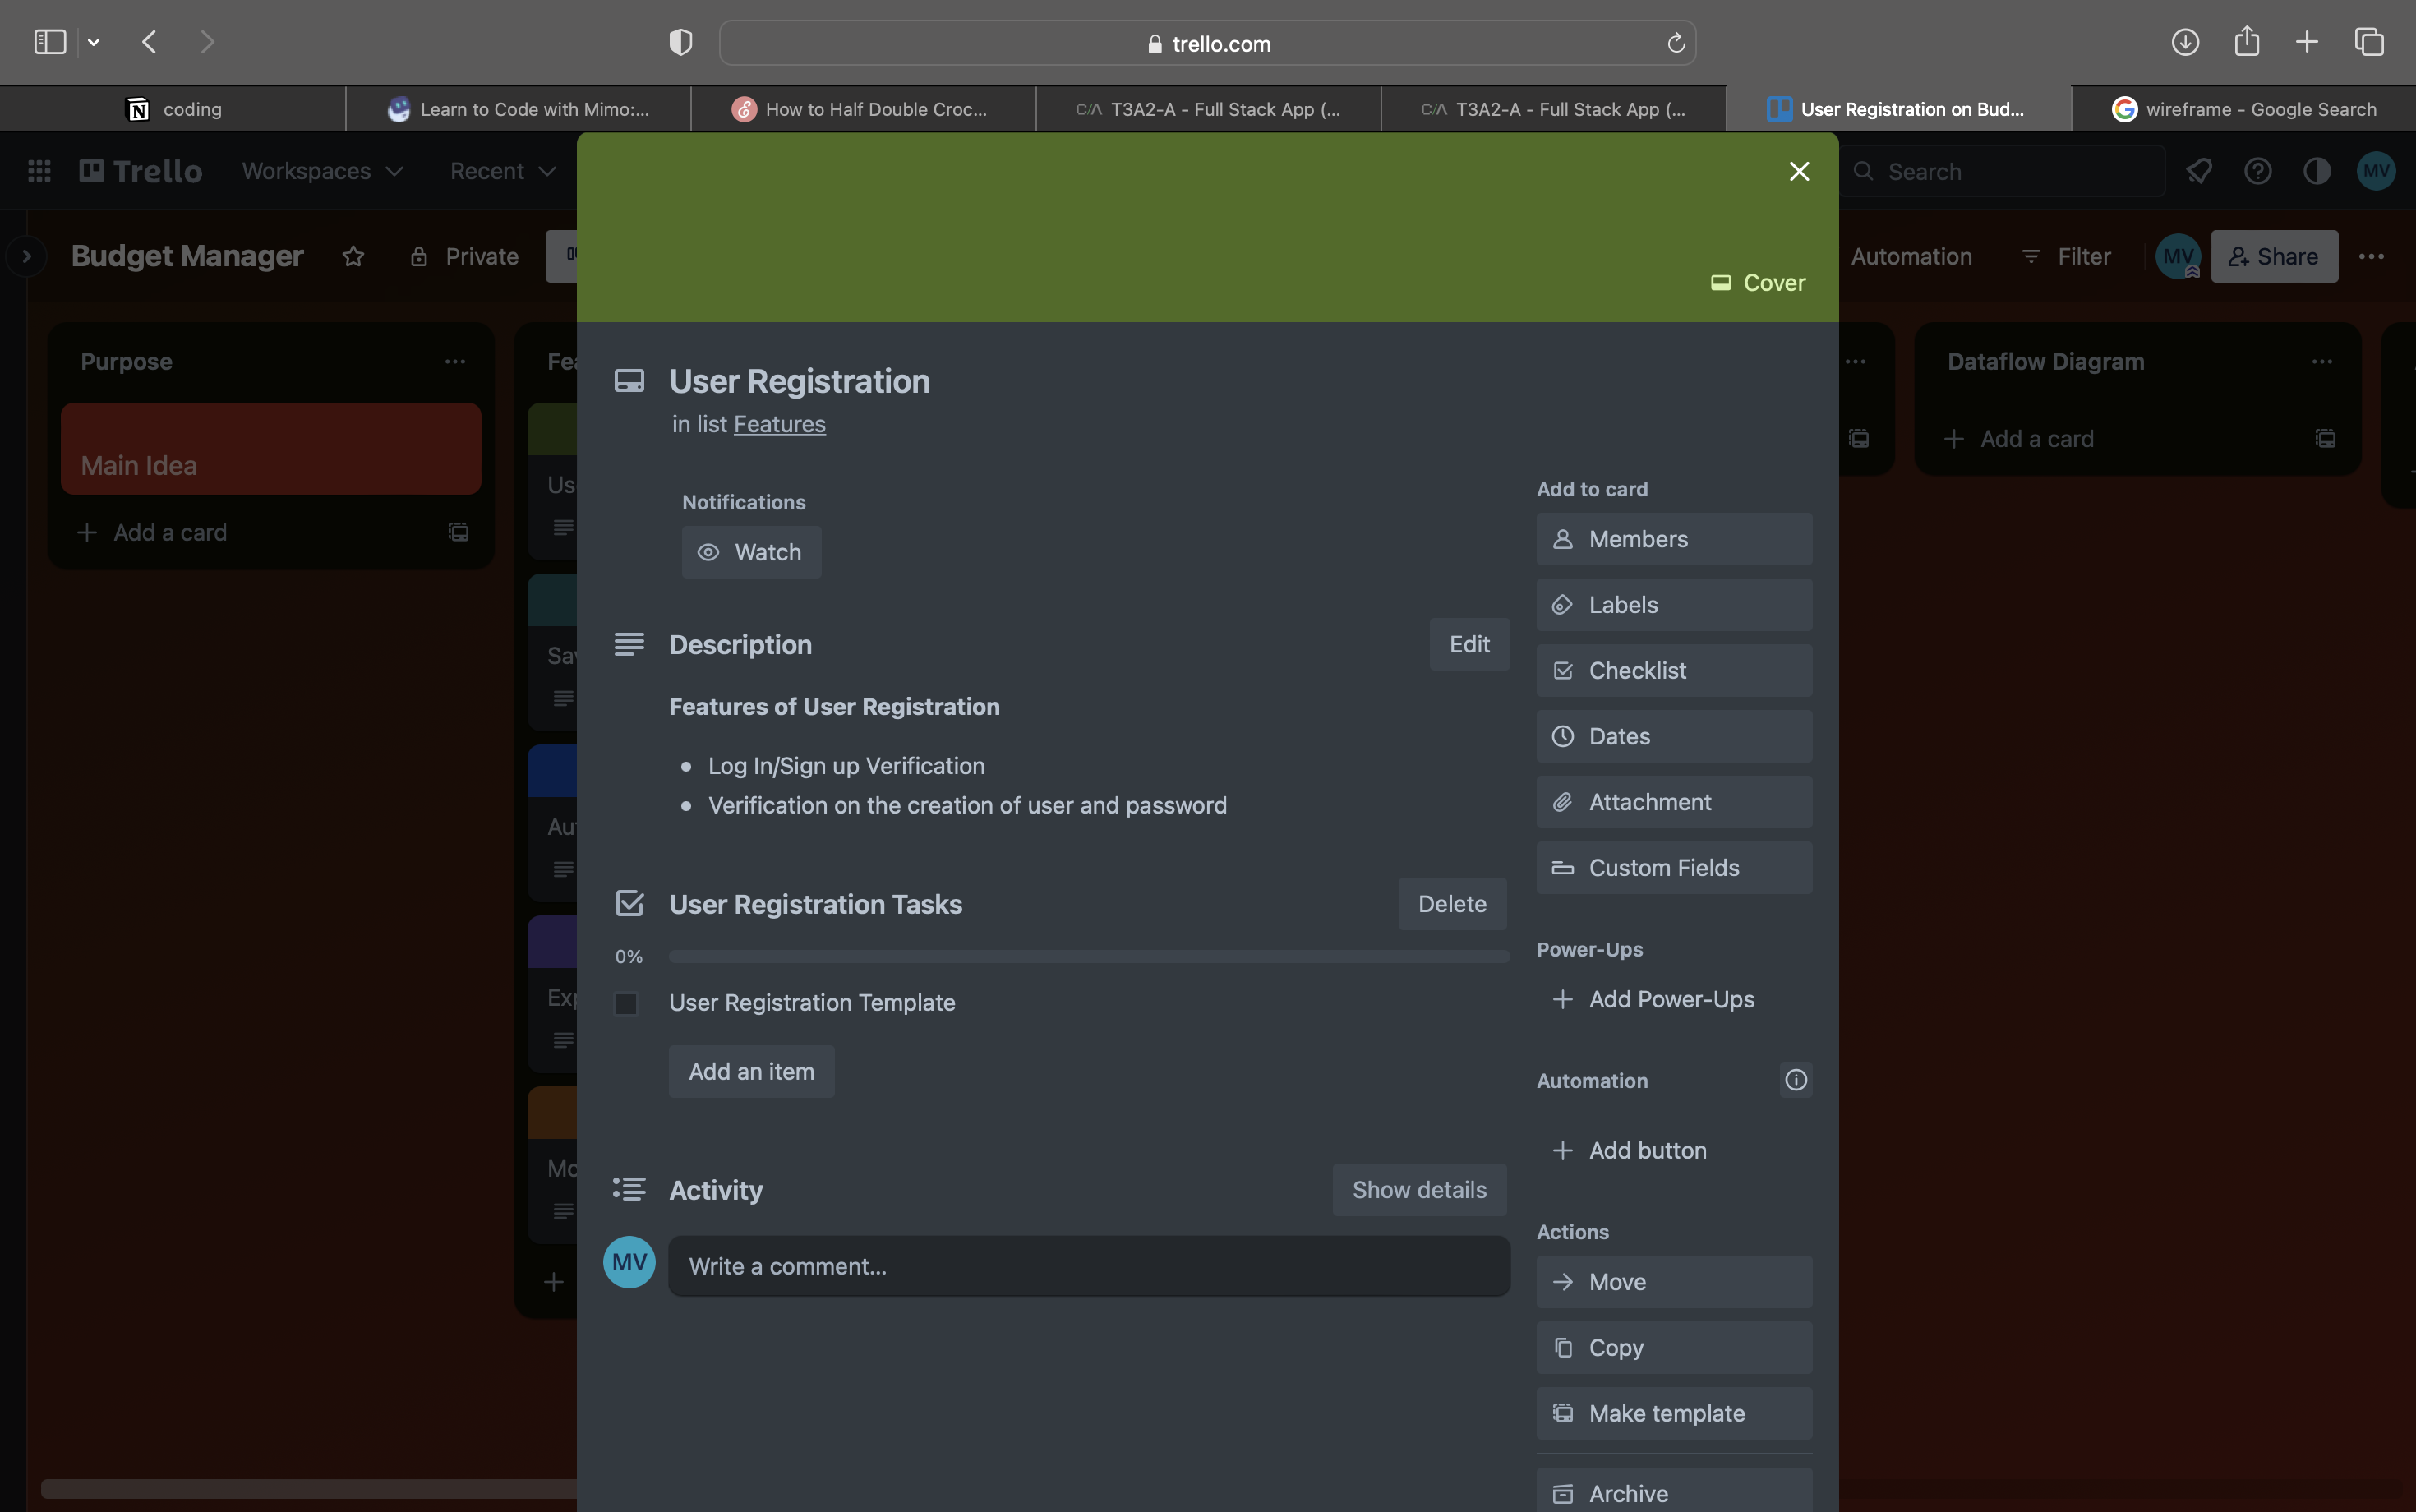 trello.com
coding
Learn to Code with Mimo:...
How to Half Double Croc...
C/Λ T3A2-A - Full Stack App (...
C/Λ T3A2-A - Full Stack App (...
User Registration on Bud...
wireframe - Google Search
Trello
Workspaces
Recent
Search
MV
Budget Manager
Private
Automation
Filter
MV
Share
Cover
Purpose
Main Idea
Add a card
Dataflow Diagram
Add a card
User Registration
in list Features
Notifications
Watch
Description
Edit
Features of User Registration
Log In/Sign up Verification
Verification on the creation of user and password
User Registration Tasks
Delete
0%
User Registration Template
Add an item
Activity
Show details
MV
Write a comment...
Add to card
Members
Labels
Checklist
Dates
Attachment
Custom Fields
Power-Ups
Add Power-Ups
Automation
Add button
Actions
Move
Copy
Make template
Archive